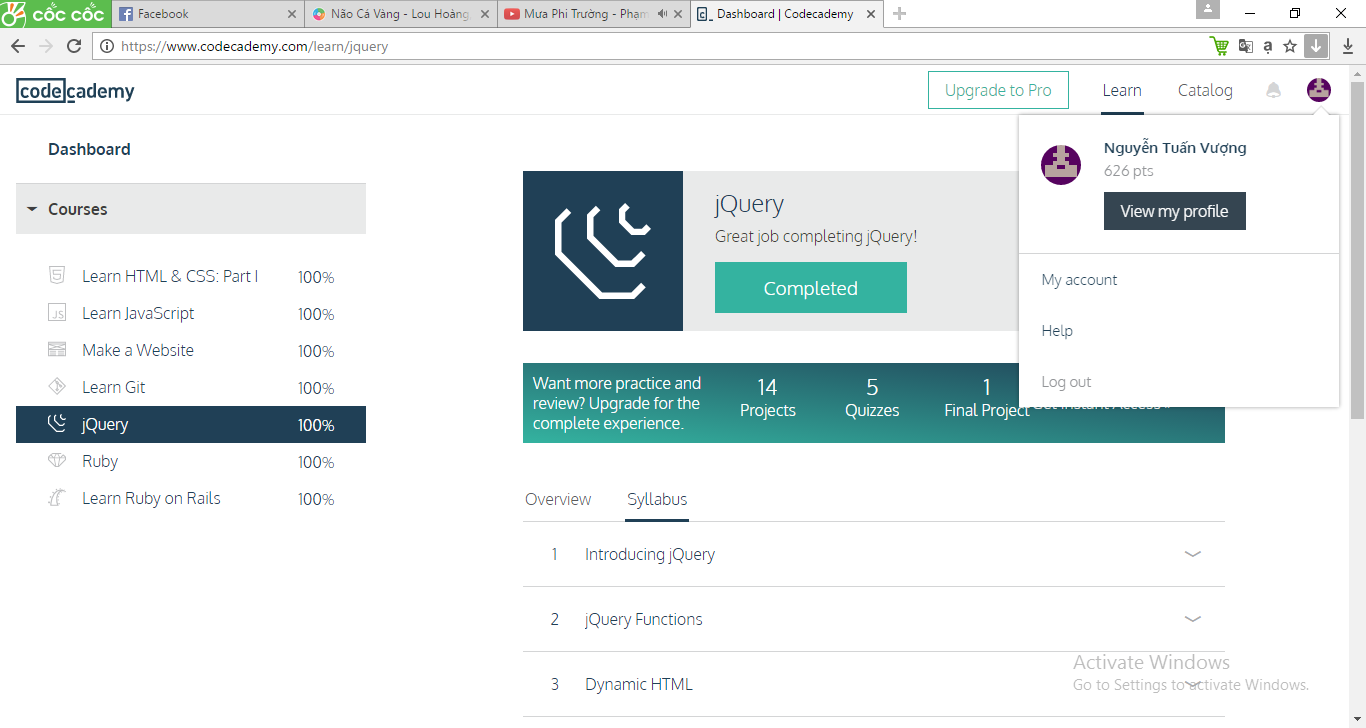 cốc cốc
Facebook
Não Cá Vàng - Lou Hoàng,
Mưa Phi Trường - Phạm
Dashboard | Codecademy
https://www.codecademy.com/learn/jquery
codecademy
Upgrade to Pro
Learn
Catalog
Nguyễn Tuấn Vượng
626 pts
View my profile
My account
Help
Log out
Dashboard
Courses
Learn HTML & CSS: Part I 100%
JS Learn JavaScript 100%
Make a Website 100%
Learn Git 100%
jQuery 100%
Ruby 100%
Learn Ruby on Rails 100%
jQuery
Great job completing jQuery!
Completed
Want more practice and
review? Upgrade for the
complete experience.
14
Projects
5
Quizzes
1
Final Project
Get Instant Access
Overview
Syllabus
1 Introducing jQuery
2 jQuery Functions
3 Dynamic HTML
Activate Windows
Go to Settings to activate Windows.